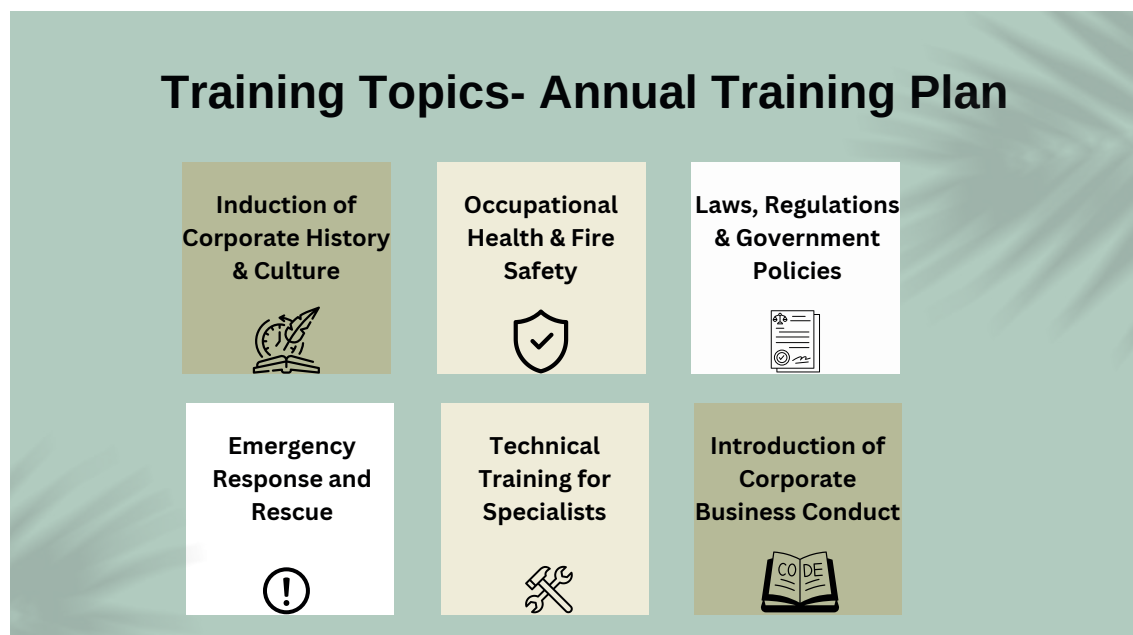 Training Topics- Annual Training Plan
Induction of
Corporate History
& Culture
Occupational
Health & Fire
Safety
Laws, Regulations
& Government
Policies
Emergency
Response and
Rescue
Technical
Training for
Specialists
Introduction of
Corporate
Business Conduct
CO DE